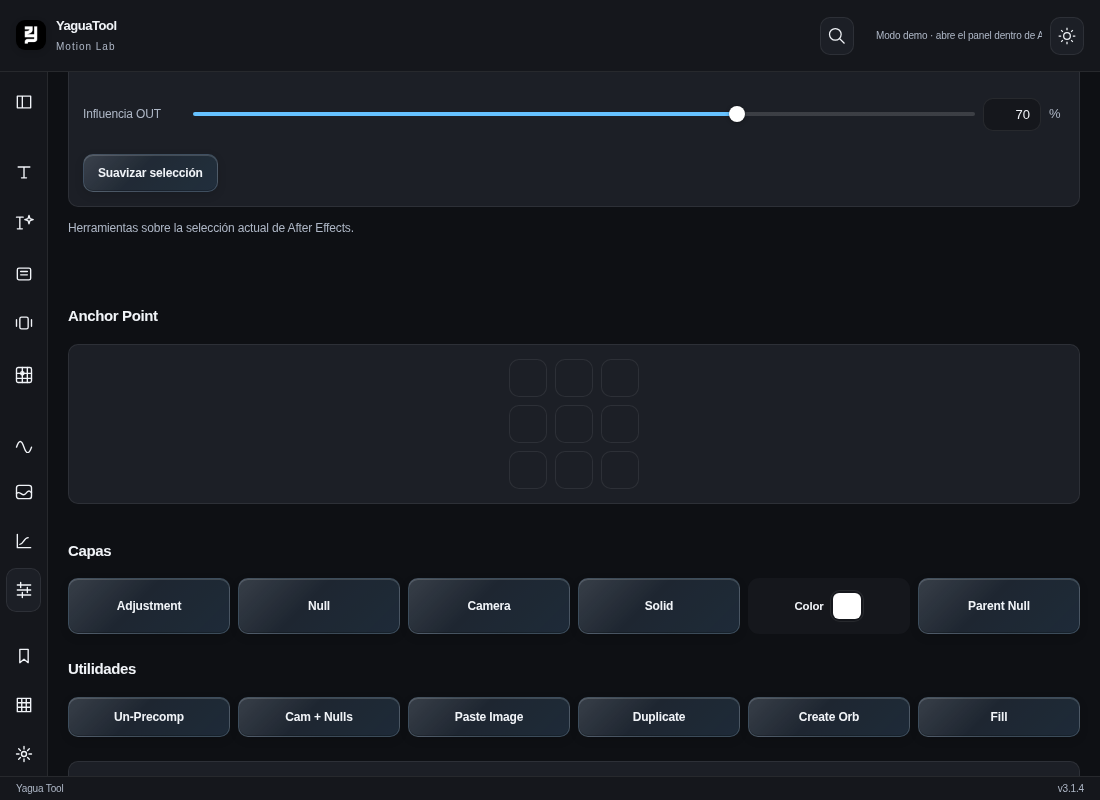 YaguaTool
Motion Lab
Modo demo · abre el panel dentro de A
Influencia OUT
70 %
Suavizar selección
Herramientas sobre la selección actual de After Effects.
Anchor Point
Capas
Adjustment
Null
Camera
Solid
Color
Parent Null
Utilidades
Un-Precomp
Cam + Nulls
Paste Image
Duplicate
Create Orb
Fill
Yagua Tool
v3.1.4